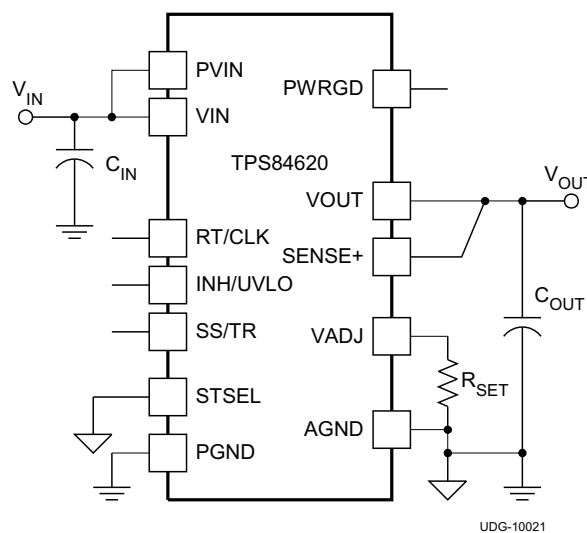 PVIN
V_IN
VIN
C_IN
TPS84620
PWRGD
VOUT
V_OUT
SENSE+
C_OUT
RT/CLK
INH/UVLO
SS/TR
VADJ
R_SET
STSEL
AGND
PGND
UDG-10021